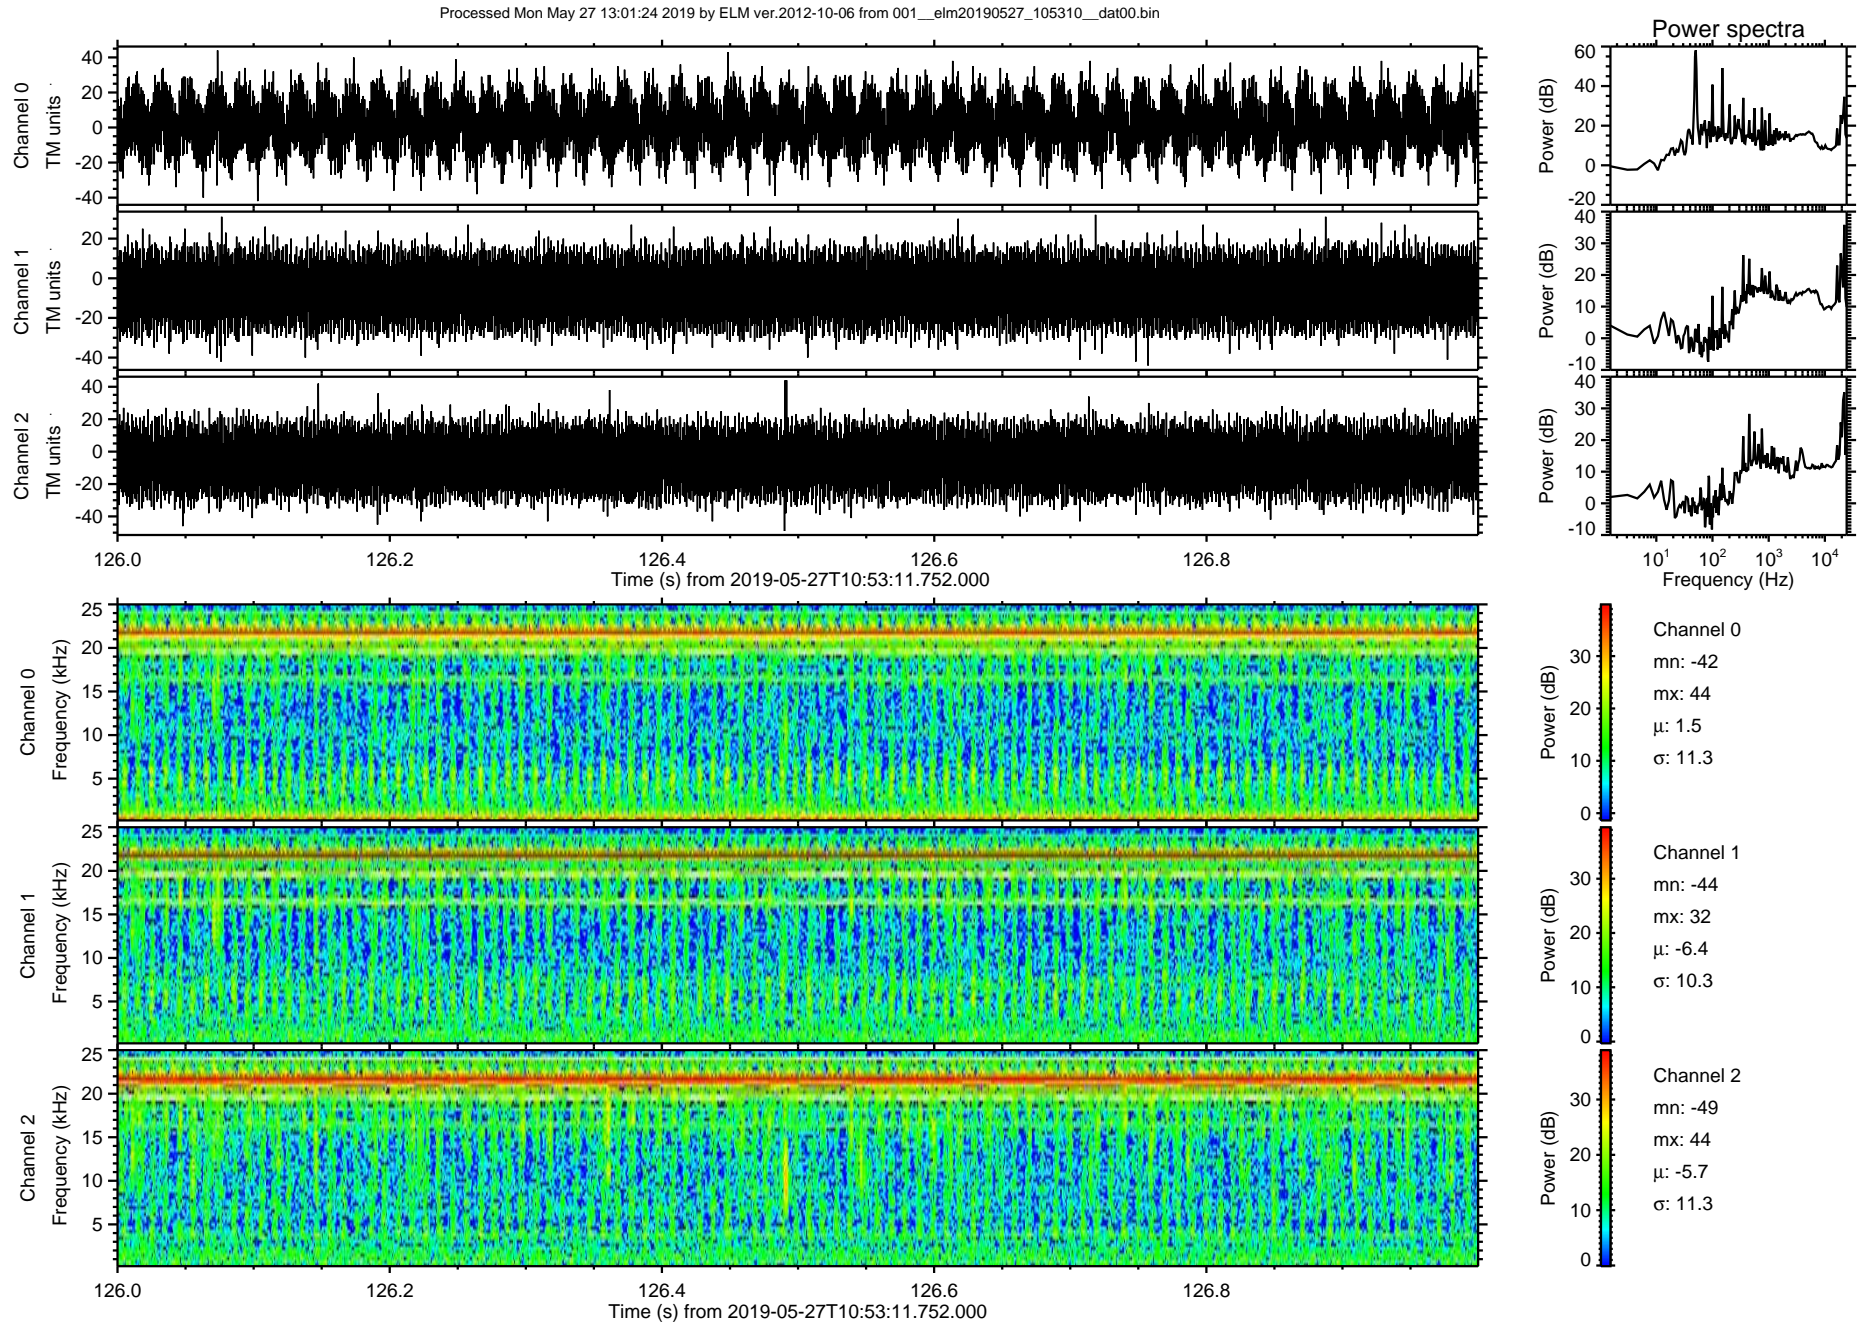 Processed Mon May 27 13:01:24 2019 by ELM ver.2012-10-06 from 001__elm20190527_105310__dat00.bin
Power spectra
Channel 0
TM units
40
20
0
-20
-40
Power (dB)
60
40
20
0
-20
Channel 1
TM units
20
0
-20
-40
Power (dB)
40
30
20
10
0
-10
Channel 2
TM units
40
20
0
-20
-40
Power (dB)
40
30
20
10
0
-10
126.0 126.2 126.4 126.6 126.8
Time (s) from 2019-05-27T10:53:11.752.000
10^1 10^2 10^3 10^4
Frequency (Hz)
Channel 0
Frequency (kHz)
25
20
15
10
5
Power (dB)
30
20
10
0
Channel 0
mn: -42
mx: 44
μ: 1.5
σ: 11.3
Channel 1
Frequency (kHz)
25
20
15
10
5
Power (dB)
30
20
10
0
Channel 1
mn: -44
mx: 32
μ: -6.4
σ: 10.3
Channel 2
Frequency (kHz)
25
20
15
10
5
Power (dB)
30
20
10
0
Channel 2
mn: -49
mx: 44
μ: -5.7
σ: 11.3
126.0 126.2 126.4 126.6 126.8
Time (s) from 2019-05-27T10:53:11.752.000